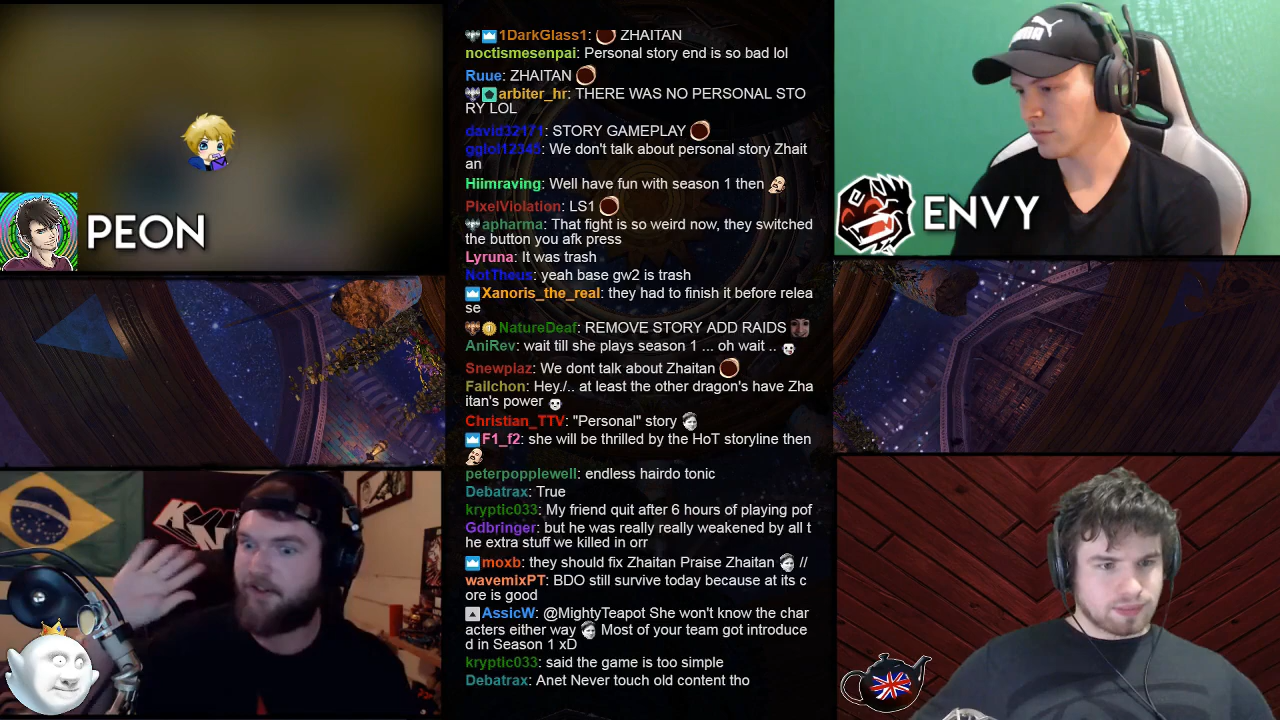 1DarkGlass1: ZHAITAN
noctismesenpai: Personal story end is so bad lol
Ruue: ZHAITAN
arbiter_hr: THERE WAS NO PERSONAL STO
RY LOL
david32171: STORY GAMEPLAY
gglol12345: We don't talk about personal story Zhait
an
Hiimraving: Well have fun with season 1 then
PixelViolation: LS1
apharma: That fight is so weird now, they switched
the button you afk press
Lyruna: It was trash
NotTheus: yeah base gw2 is trash
Xanoris_the_real: they had to finish it before relea
se
NatureDeaf: REMOVE STORY ADD RAIDS
AniRev: wait till she plays season 1 ... oh wait ..
Snewpiaz: We dont talk about Zhaitan
Failchon: Hey./.. at least the other dragon's have Zha
itan's power
Christian_TTV: "Personal" story
F1_f2: she will be thrilled by the HoT storyline then
peterpopplewell: endless hairdo tonic
Debatrax: True
kryptic033: My friend quit after 6 hours of playing pof
Gdbringer: but he was really really weakened by all t
he extra stuff we killed in orr
moxb: they should fix Zhaitan Praise Zhaitan //
wavemixPT: BDO still survive today because at its c
ore is good
AssicW: @MightyTeapot She won't know the char
acters either way Most of your team got introduce
d in Season 1 xD
kryptic033: said the game is too simple
Debatrax: Anet Never touch old content tho
PEON
ENVY
PUMA